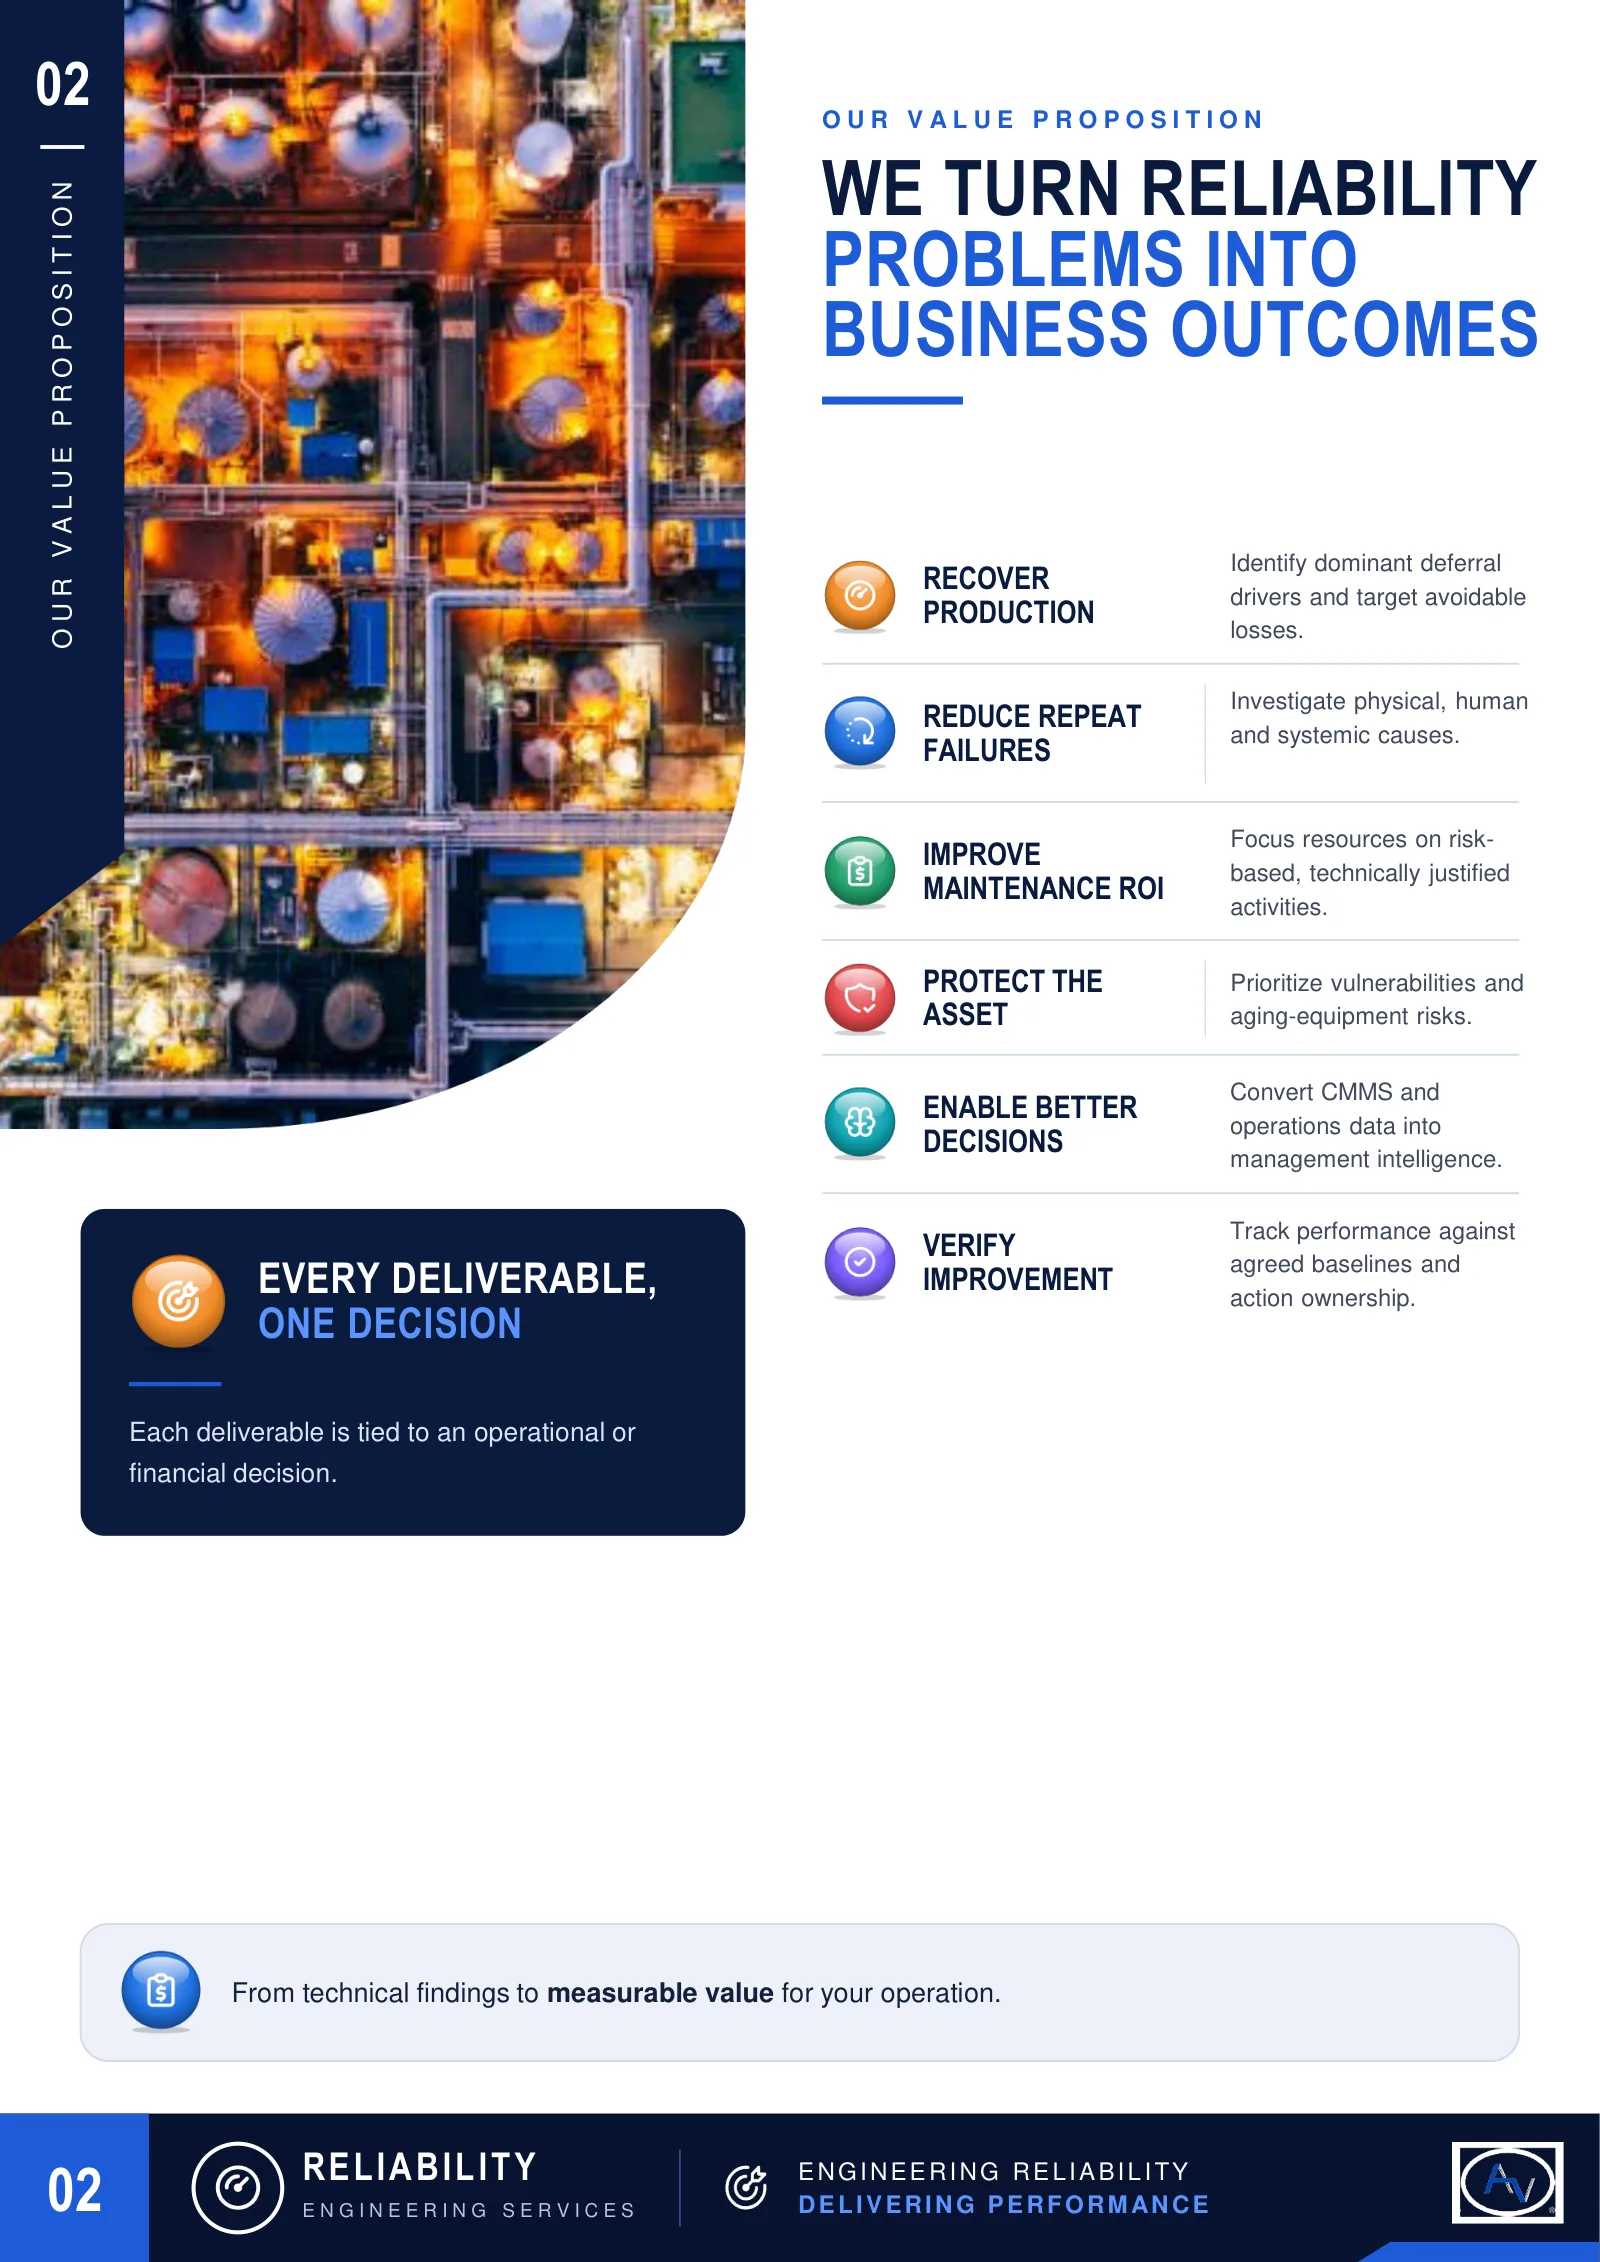 02
OUR VALUE PROPOSITION
OUR VALUE PROPOSITION
WE TURN RELIABILITY
PROBLEMS INTO
BUSINESS OUTCOMES
RECOVER
PRODUCTION
Identify dominant deferral
drivers and target avoidable
losses.
REDUCE REPEAT
FAILURES
Investigate physical, human
and systemic causes.
IMPROVE
MAINTENANCE ROI
Focus resources on risk-
based, technically justified
activities.
PROTECT THE
ASSET
Prioritize vulnerabilities and
aging-equipment risks.
ENABLE BETTER
DECISIONS
Convert CMMS and
operations data into
management intelligence.
VERIFY
IMPROVEMENT
Track performance against
agreed baselines and
action ownership.
EVERY DELIVERABLE,
ONE DECISION
Each deliverable is tied to an operational or
financial decision.
From technical findings to measurable value for your operation.
02
RELIABILITY
ENGINEERING SERVICES
ENGINEERING RELIABILITY
DELIVERING PERFORMANCE
AV
®